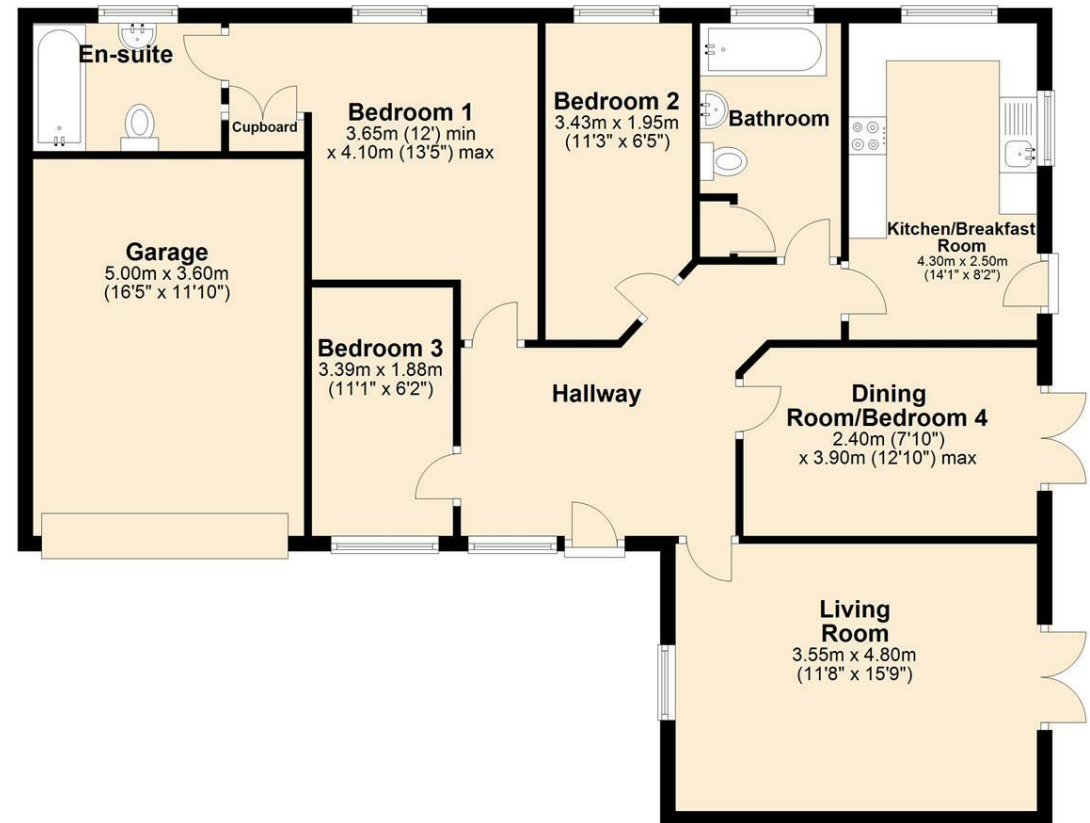 En-suite
Cupboard
Bedroom 1
3.65m (12') min
x 4.10m (13'5") max
Bedroom 2
3.43m x 1.95m
(11'3" x 6'5")
Bathroom
Kitchen/Breakfast
Room
4.30m x 2.50m
(14'1" x 8'2")
Garage
5.00m x 3.60m
(16'5" x 11'10")
Bedroom 3
3.39m x 1.88m
(11'1" x 6'2")
Hallway
Dining
Room/Bedroom 4
2.40m (7'10")
x 3.90m (12'10") max
Living
Room
3.55m x 4.80m
(11'8" x 15'9")